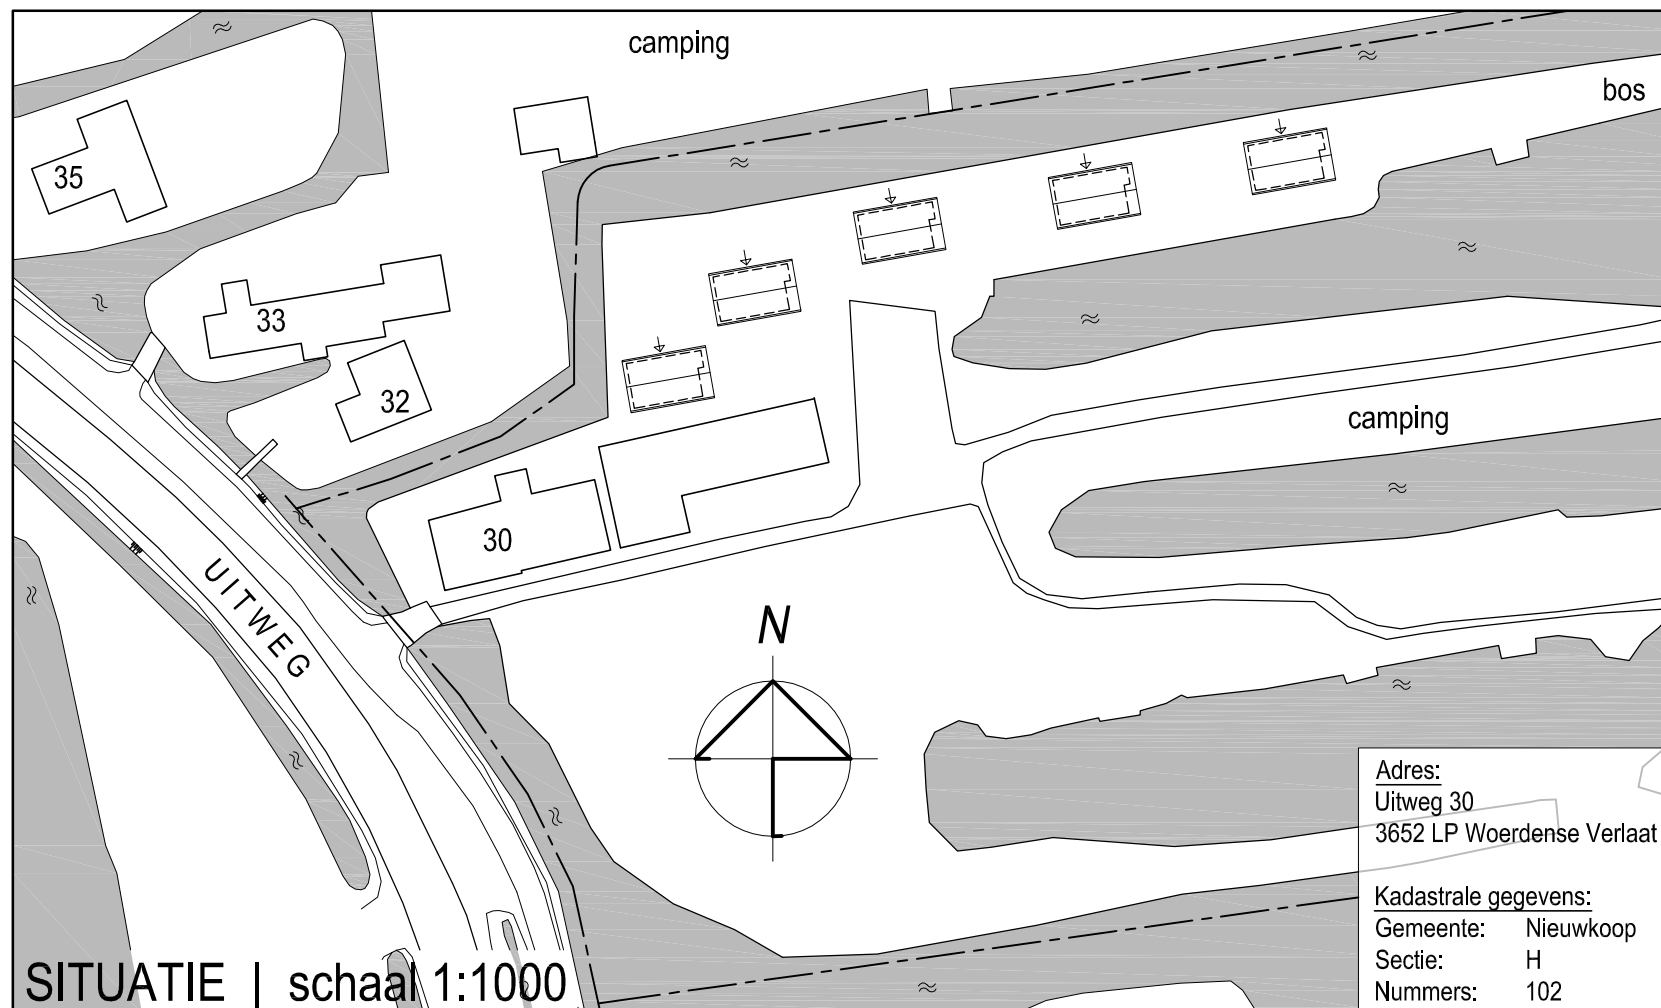 camping
bos
35
33
32
camping
30
UITWEG
N
Adres:
Uitweg 30
3652 LP Woerdense Verlaat
Kadastrale gegevens:
Gemeente: Nieuwkoop
Sectie: H
Nummers: 102
SITUATIE | schaal 1:1000